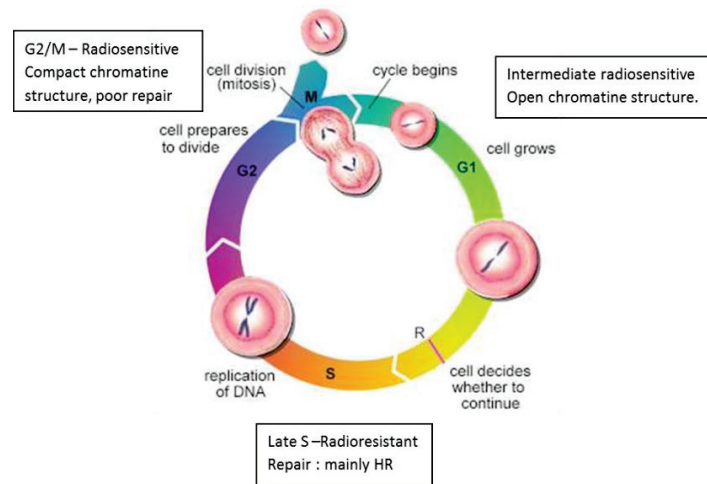 G2/M – Radiosensitive
Compact chromatine
structure, poor repair
cell division
(mitosis)
M
cycle begins
Intermediate radiosensitive
Open chromatine structure.
cell prepares
to divide
G2
G1
cell grows
R
cell decides
whether to
continue
S
replication
of DNA
Late S –Radioresistant
Repair : mainly HR